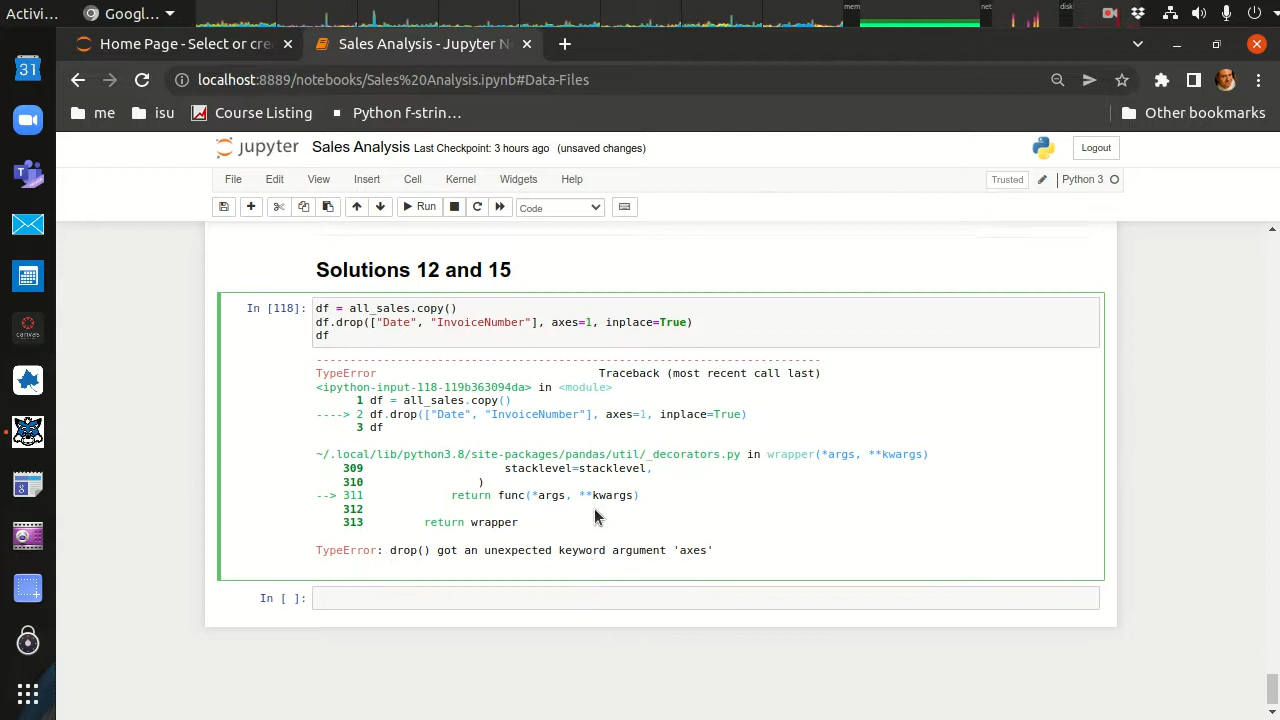 Activi...
Googl...
mem
net
disk
Home Page - Select or cre
Sales Analysis - Jupyter N
localhost:8889/notebooks/Sales%20Analysis.ipynb#Data-Files
me
isu
Course Listing
Python f-strin...
Other bookmarks
31
canvas
jupyter
Sales Analysis Last Checkpoint: 3 hours ago (unsaved changes)
Logout
File Edit View Insert Cell Kernel Widgets Help
Trusted
Python 3
Run
Code
Solutions 12 and 15
In [118]:
df = all_sales.copy()
df.drop(["Date", "InvoiceNumber"], axes=1, inplace=True)
df
---------------------------------------------------------------------------
TypeError Traceback (most recent call last)
<ipython-input-118-119b363094da> in <module>
1 df = all_sales.copy()
----> 2 df.drop(["Date", "InvoiceNumber"], axes=1, inplace=True)
3 df
~/.local/lib/python3.8/site-packages/pandas/util/_decorators.py in wrapper(*args, **kwargs)
309 stacklevel=stacklevel,
310 )
--> 311 return func(*args, **kwargs)
312
313 return wrapper
TypeError: drop() got an unexpected keyword argument 'axes'
In [ ]: